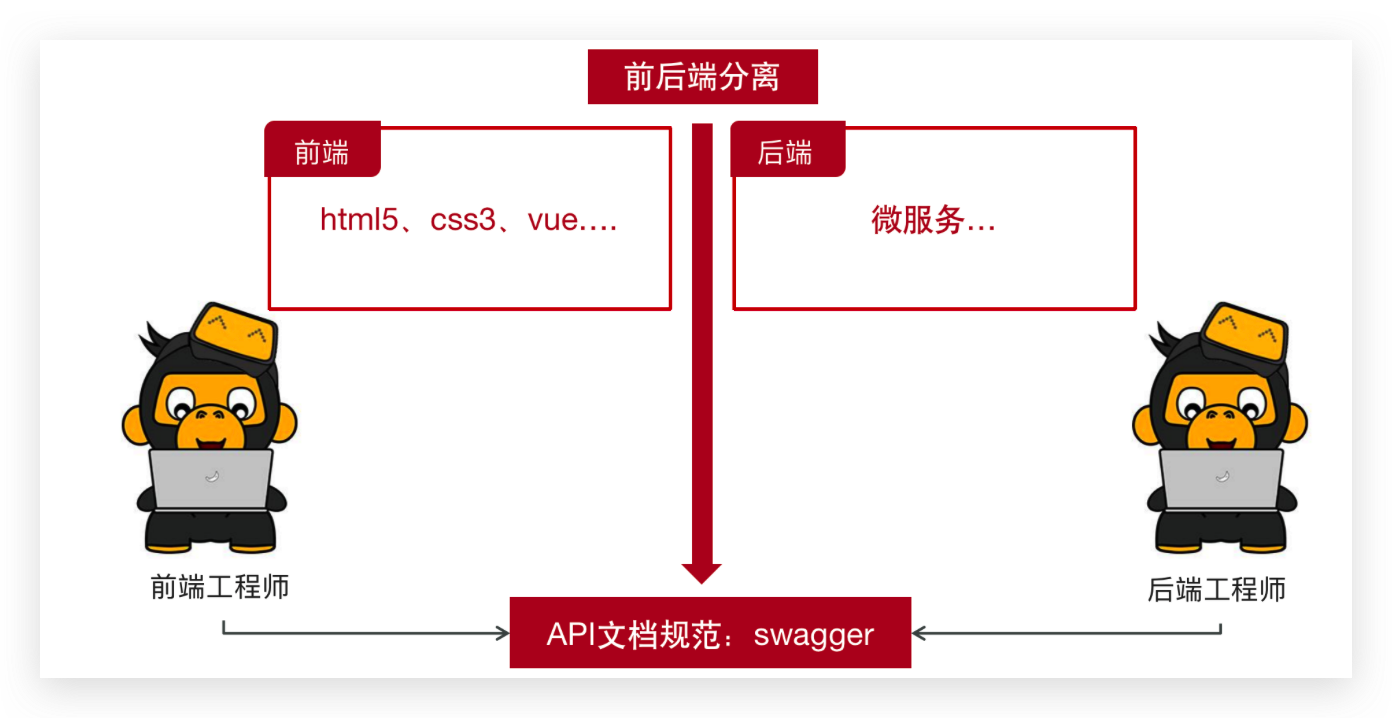 前后端分离
前端
html5、css3、vue....
后端
微服务...
前端工程师
后端工程师
API文档规范：swagger